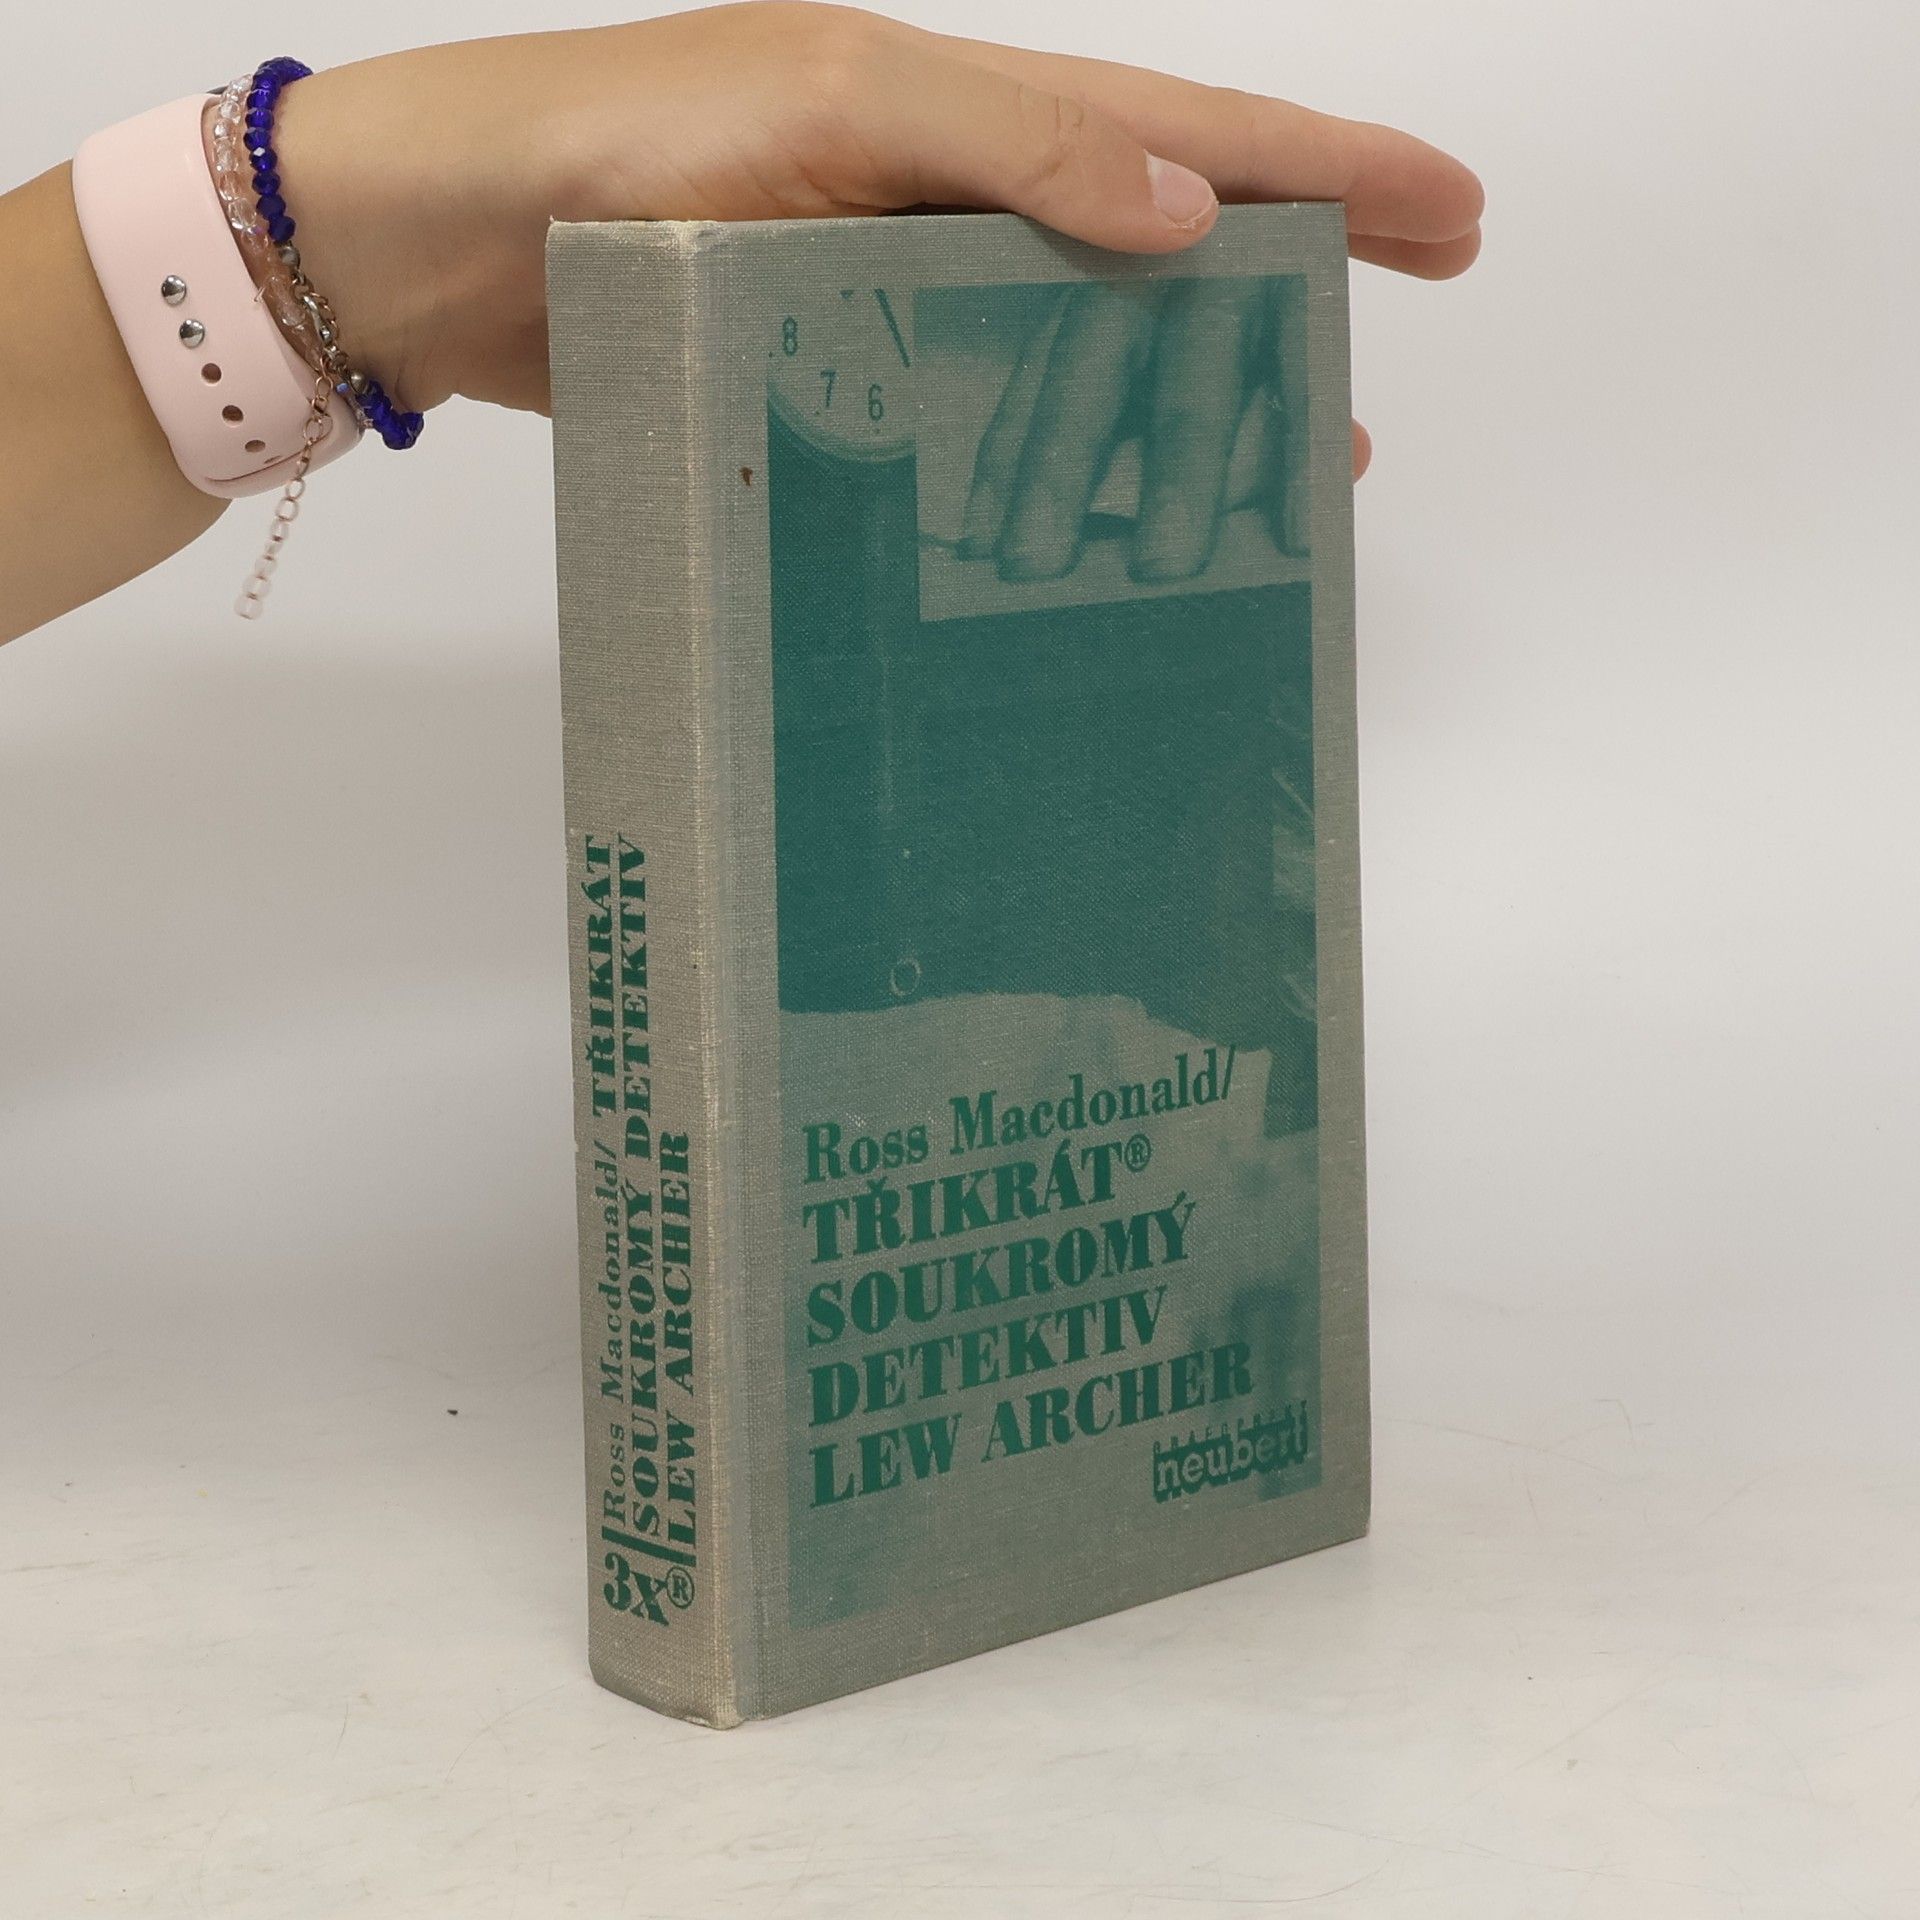 Ross Macdonald/ TŘIKRÁT
SOUKROMÝ DETEKTIV
LEW ARCHER
3X®
8
7
6
Ross Macdonald/
TŘIKRÁT®
SOUKROMÝ
DETEKTIV
LEW ARCHER
GRAFOPRINT
neubert